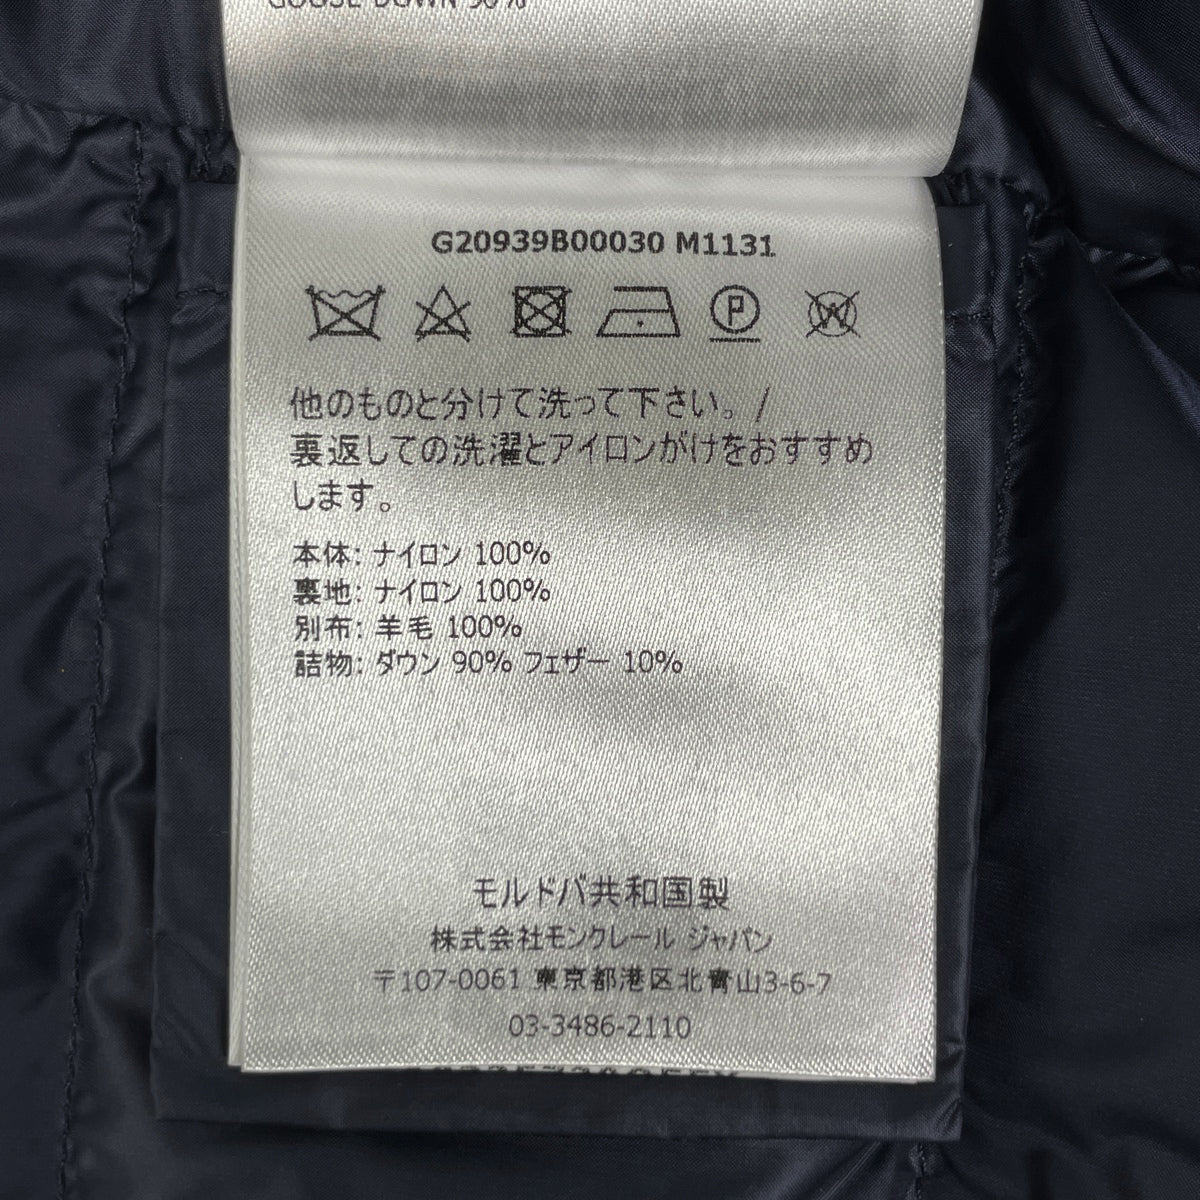 GOOSE DOWN 90%
G20939B00030 M1131
P
W
他のものと分けて洗って下さい。/
裏返しての洗濯とアイロンがけをおすすめ
します。
本体: ナイロン 100%
裏地: ナイロン 100%
別布: 羊毛 100%
詰物: ダウン 90% フェザー 10%
モルドバ共和国製
株式会社モンクレール ジャパン
〒107-0061 東京都港区北青山3-6-7
03-3486-2110